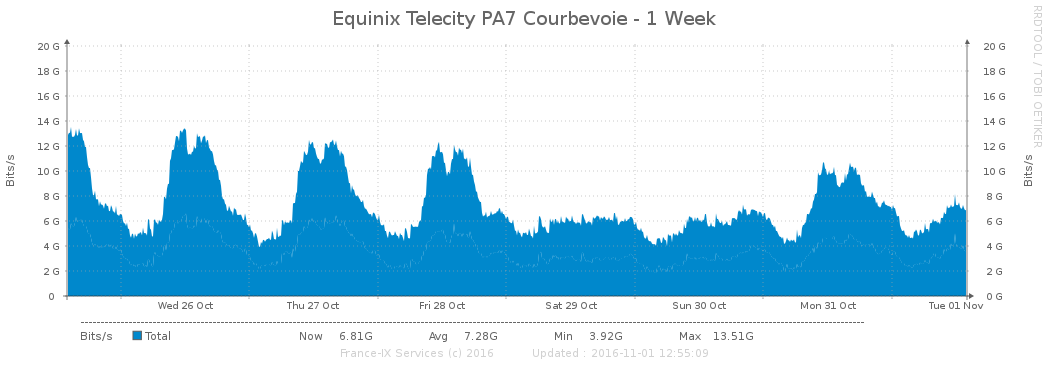 Equinix Telecity PA7 Courbevoie - 1 Week
RRDTOOL / TOBI OETIKER
Bits/s
20 G 20 G
18 G 18 G
16 G 16 G
14 G 14 G
12 G 12 G
10 G 10 G
8 G 8 G
6 G 6 G
4 G 4 G
2 G 2 G
0 0 G
Bits/s
Wed 26 Oct Thu 27 Oct Fri 28 Oct Sat 29 Oct Sun 30 Oct Mon 31 Oct Tue 01 Nov
Bits/s Total Now 6.81G Avg 7.28G Min 3.92G Max 13.51G
France-IX Services (c) 2016 Updated : 2016-11-01 12:55:09